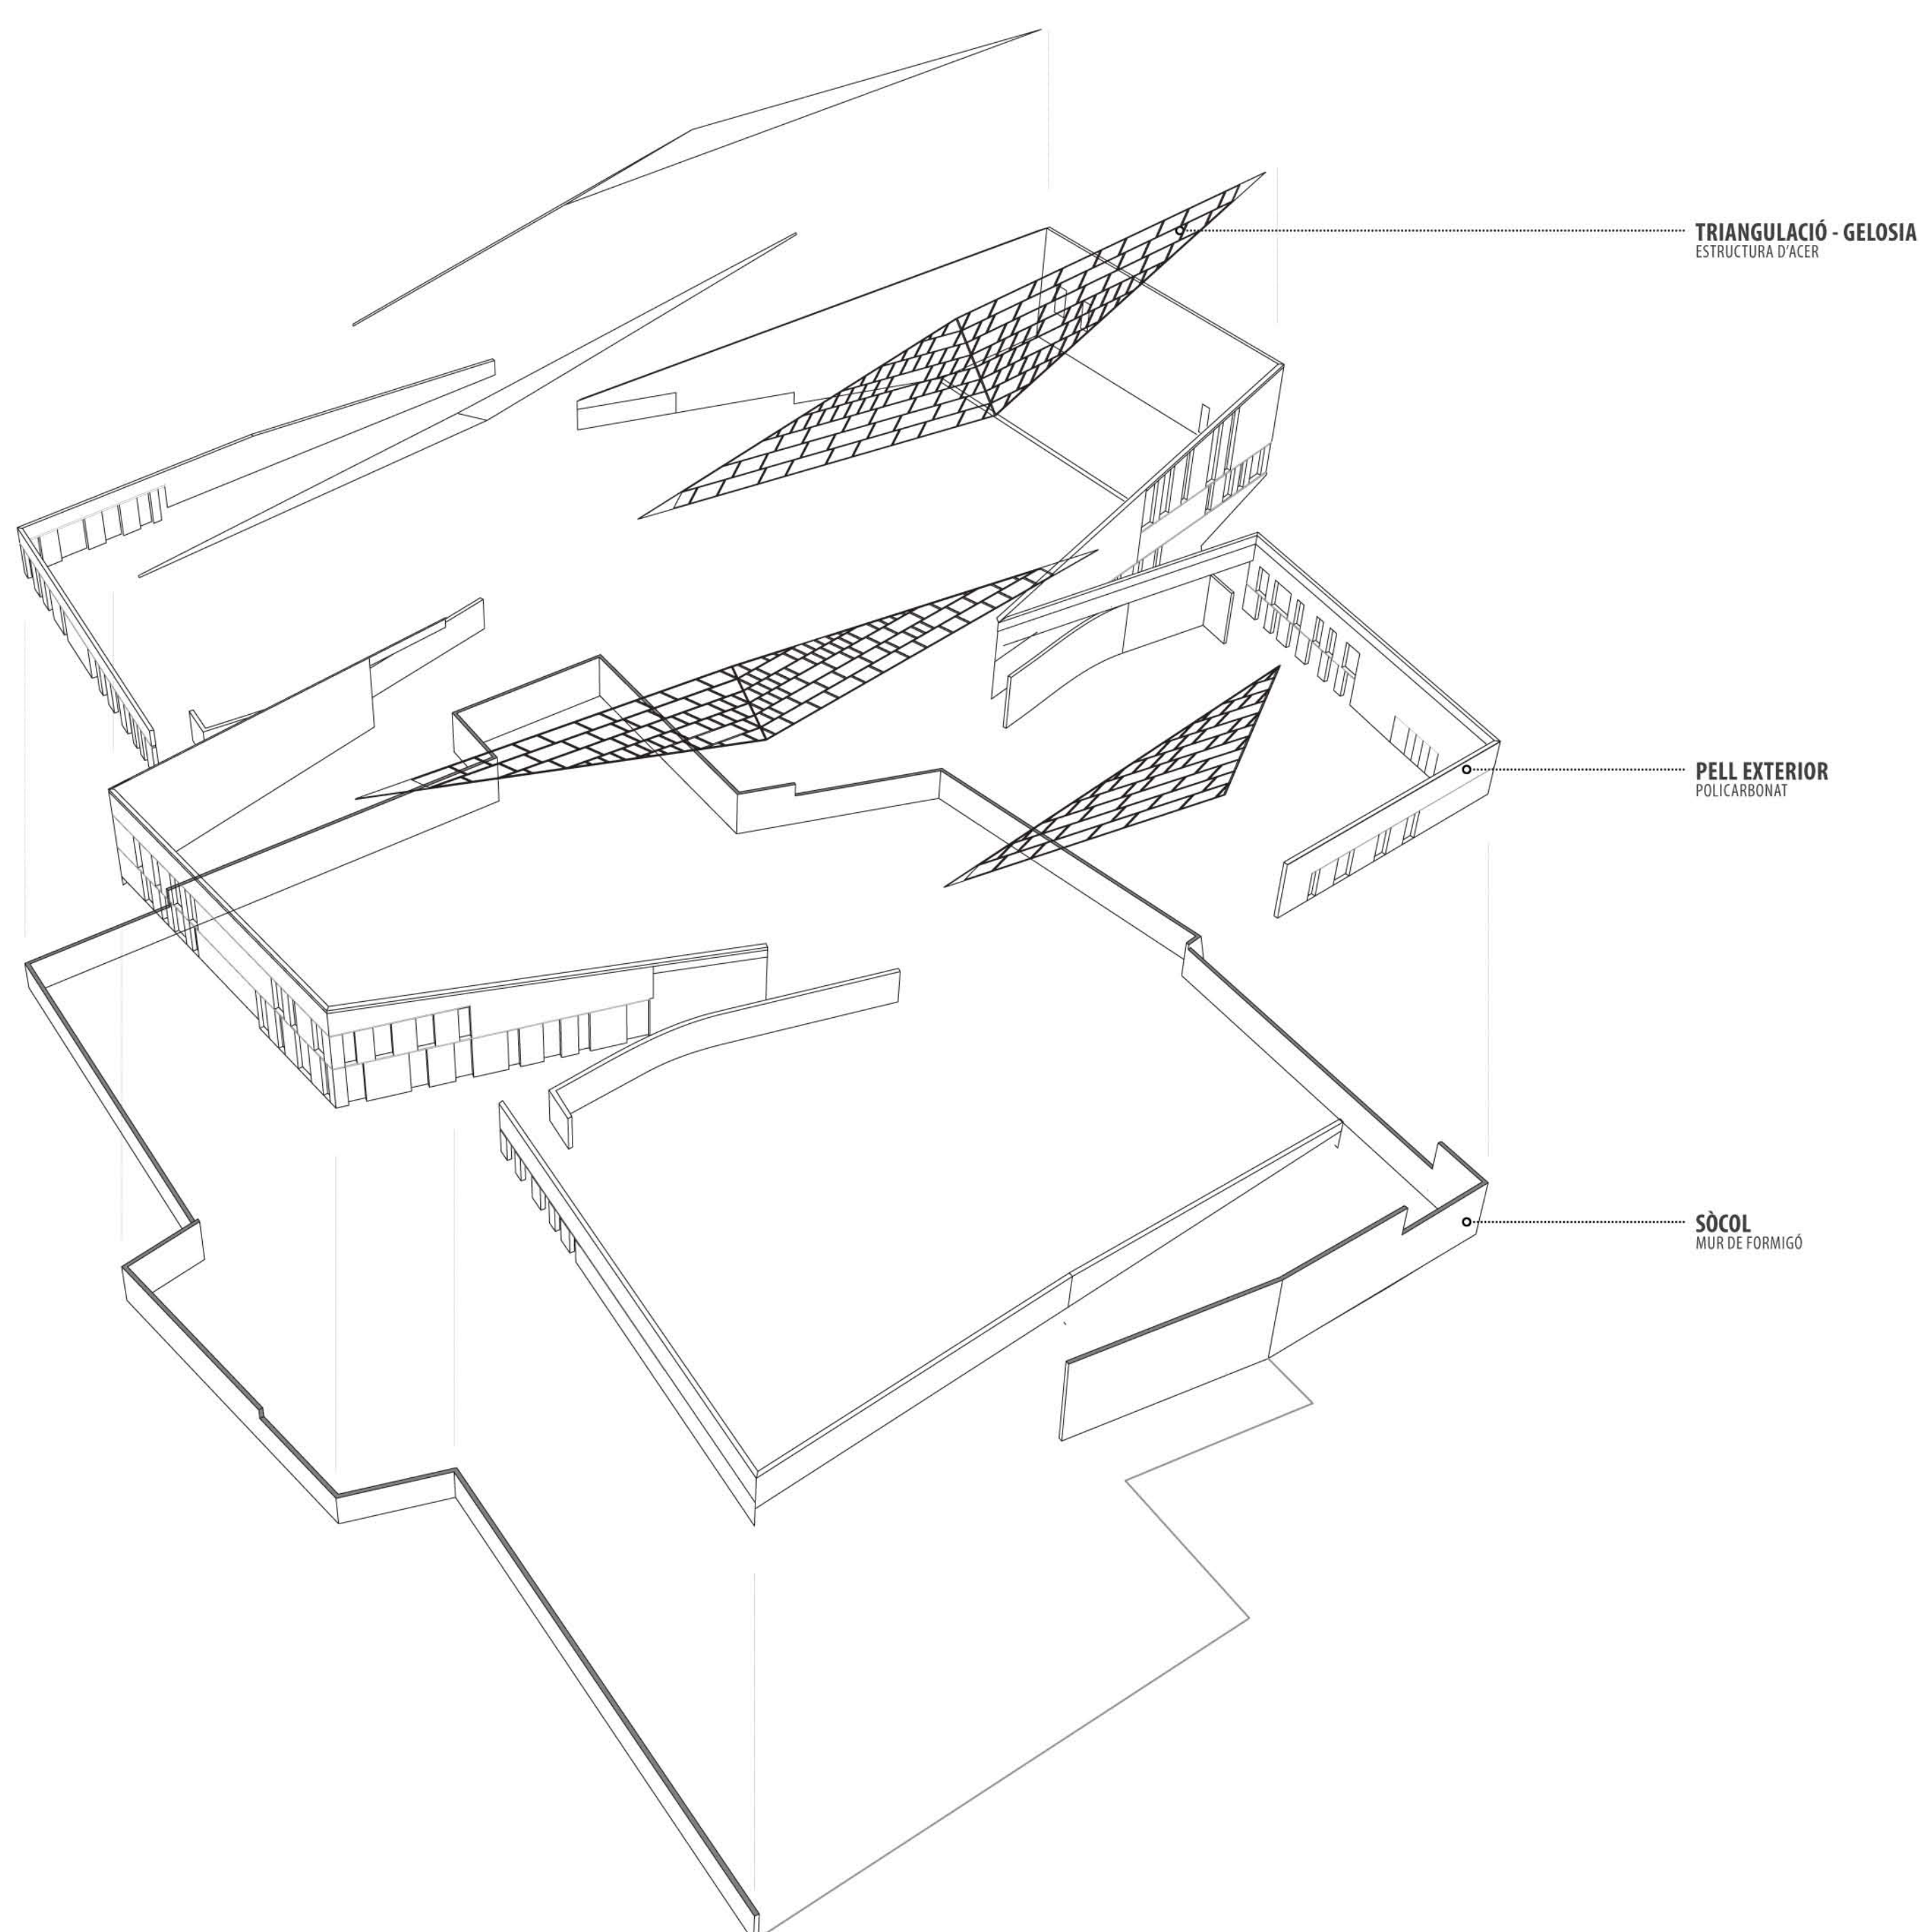 TRIANGULACIÓ - GELOSIA
ESTRUCTURA D'ACER
PELL EXTERIOR
POLICARBONAT
SÒCOL
MUR DE FORMIGÓ